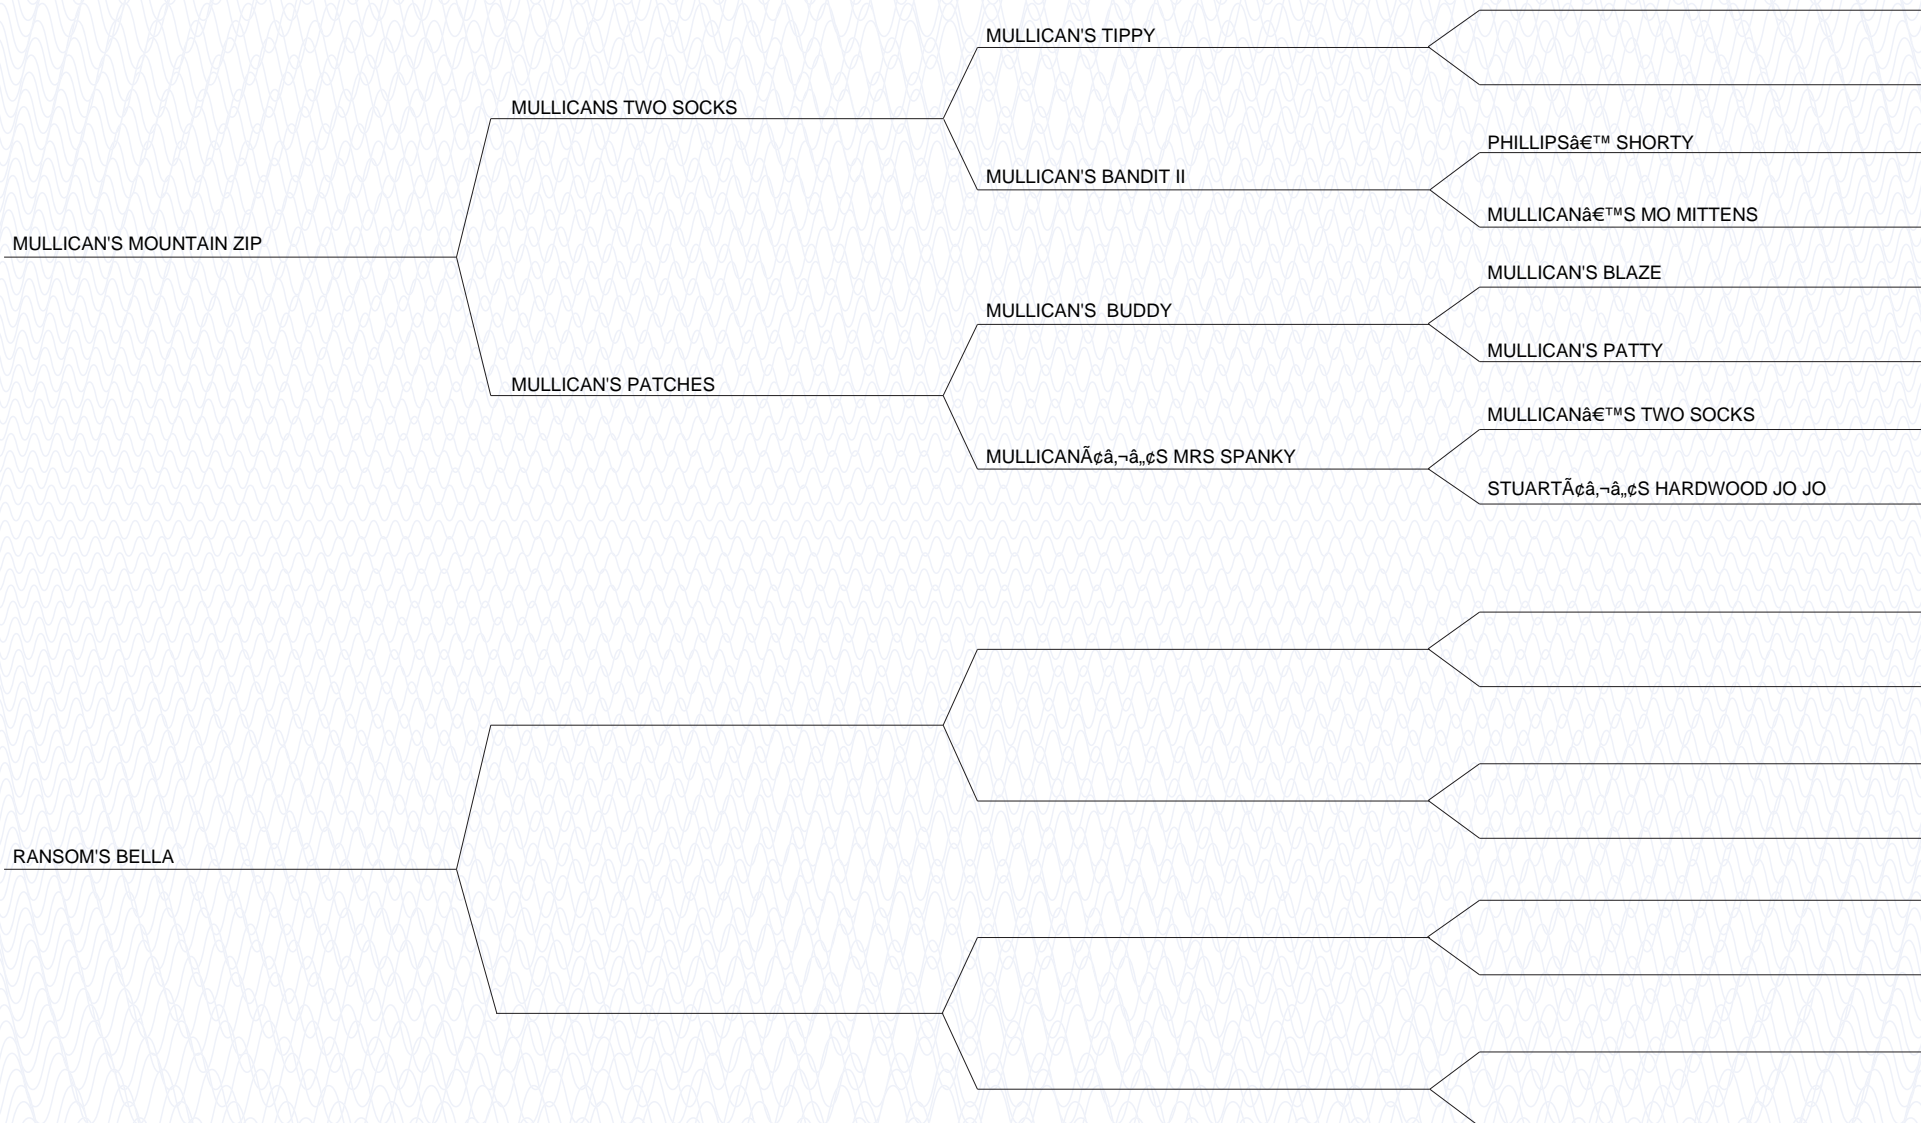 MULLICAN'S TIPPY
MULLICANS TWO SOCKS
PHILLIPSâ€™ SHORTY
MULLICAN'S BANDIT II
MULLICANâ€™S MO MITTENS
MULLICAN'S MOUNTAIN ZIP
MULLICAN'S BLAZE
MULLICAN'S  BUDDY
MULLICAN'S PATTY
MULLICAN'S PATCHES
MULLICANâ€™S TWO SOCKS
MULLICANÃ¢â‚¬â„¢S MRS SPANKY
STUARTÃ¢â‚¬â„¢S HARDWOOD JO JO
RANSOM'S BELLA